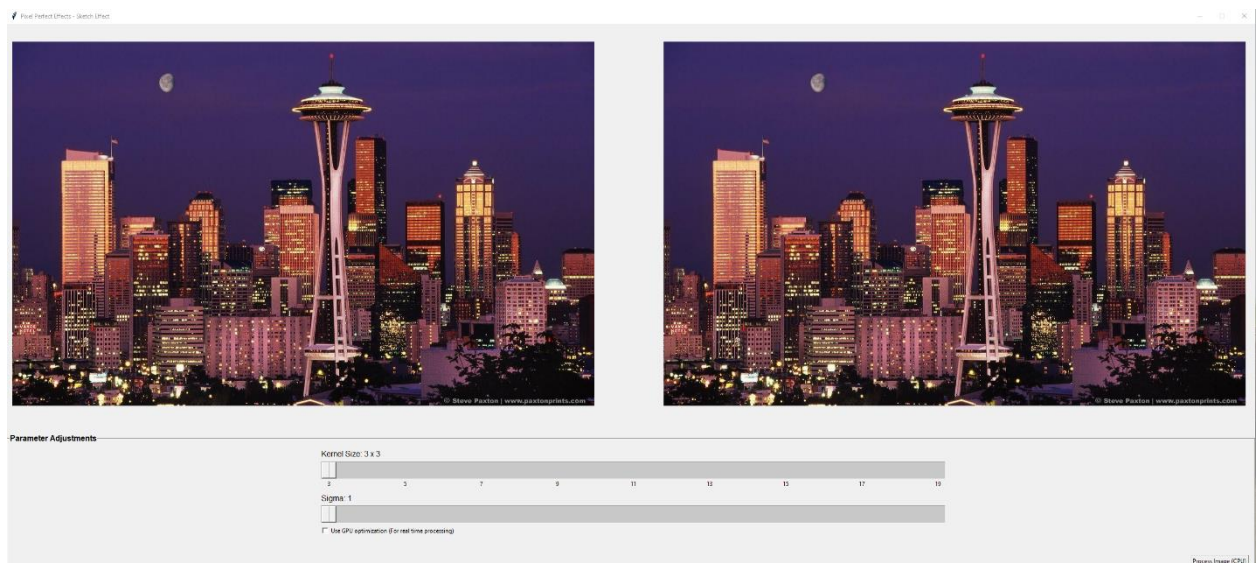 Pixel Perfect Effects - Sketch Effect
© Steve Paxton | www.paxtonprints.com
© Steve Paxton | www.paxtonprints.com
Parameter Adjustments
Kernel Size: 3 x 3
3 5 7 9 11 13 15 17 19
Sigma: 1
Use GPU optimization (For real time processing)
Process Image (CPU)